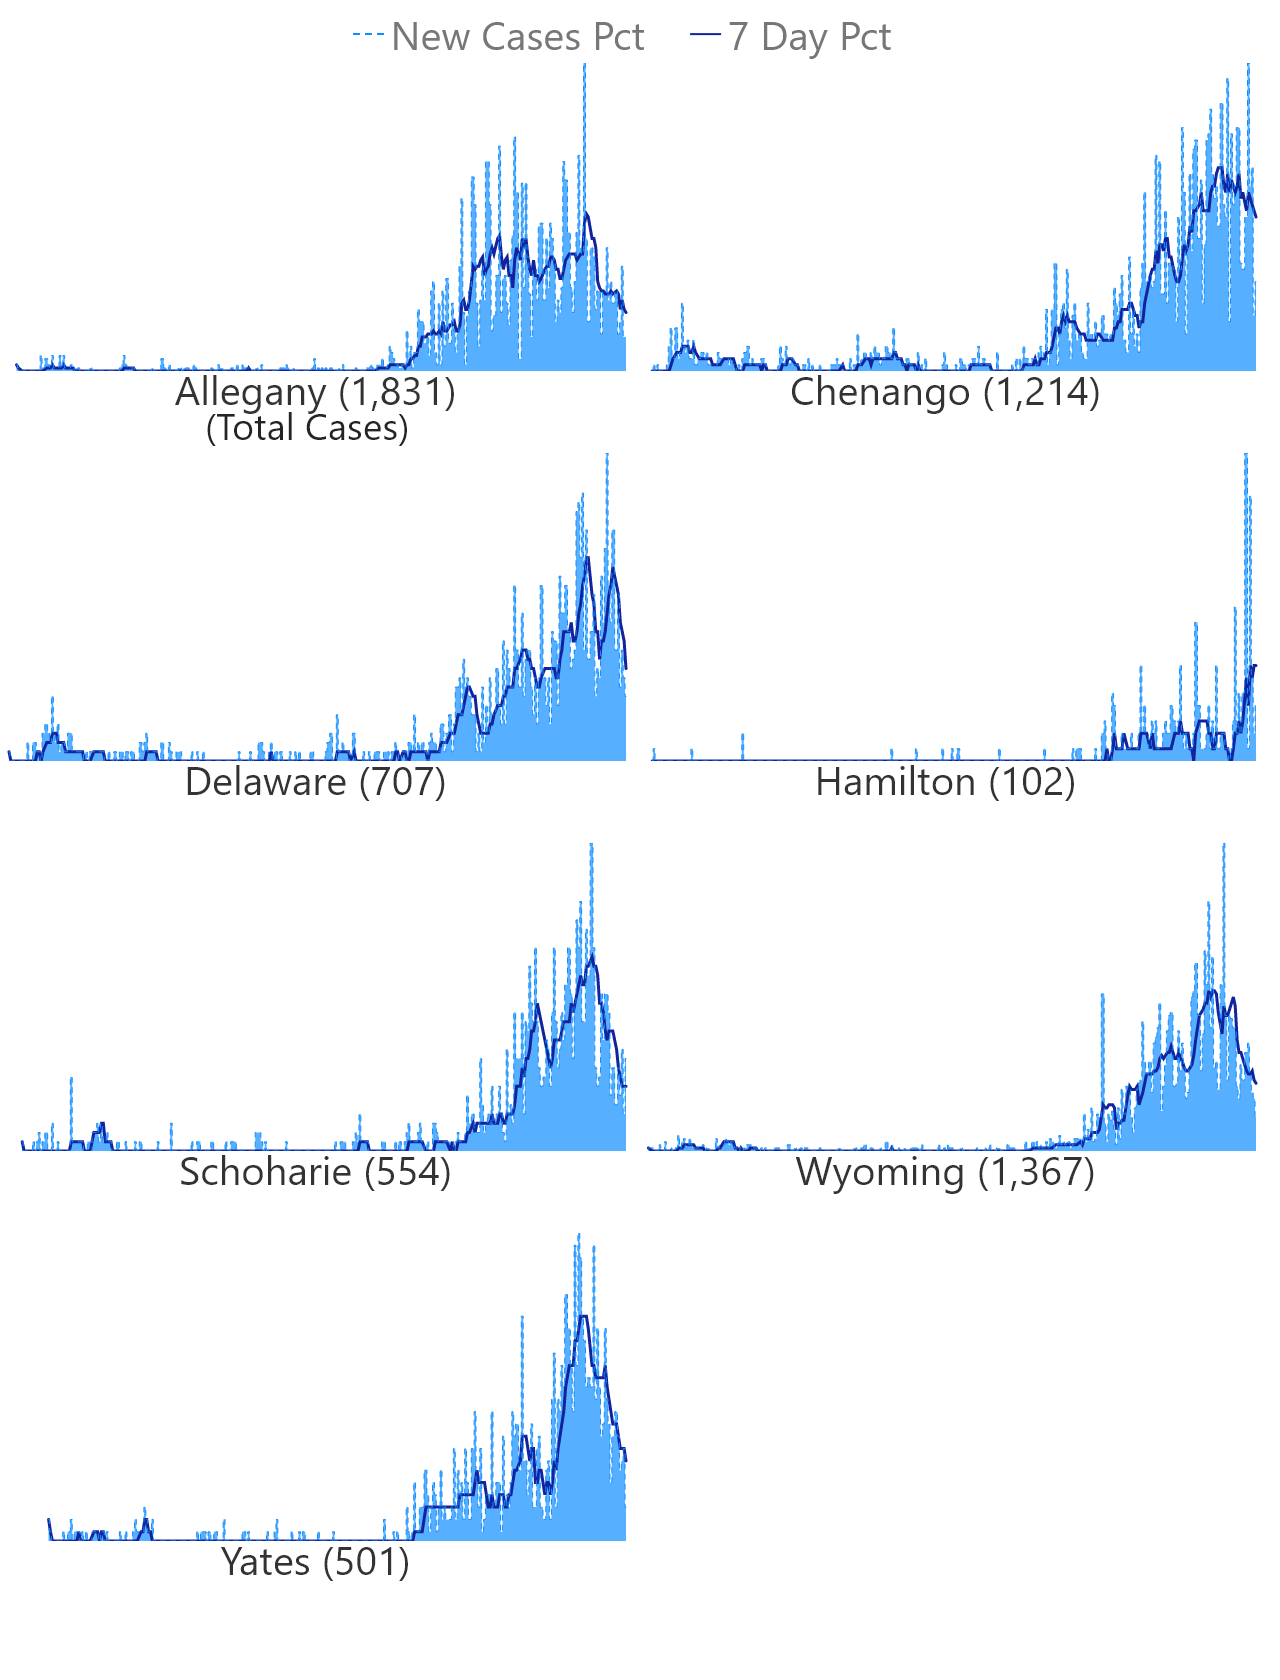 New Cases Pct 7 Day Pct
Allegany (1,831) Chenango (1,214)
(Total Cases)
Delaware (707) Hamilton (102)
Schoharie (554) Wyoming (1,367)
Yates (501)